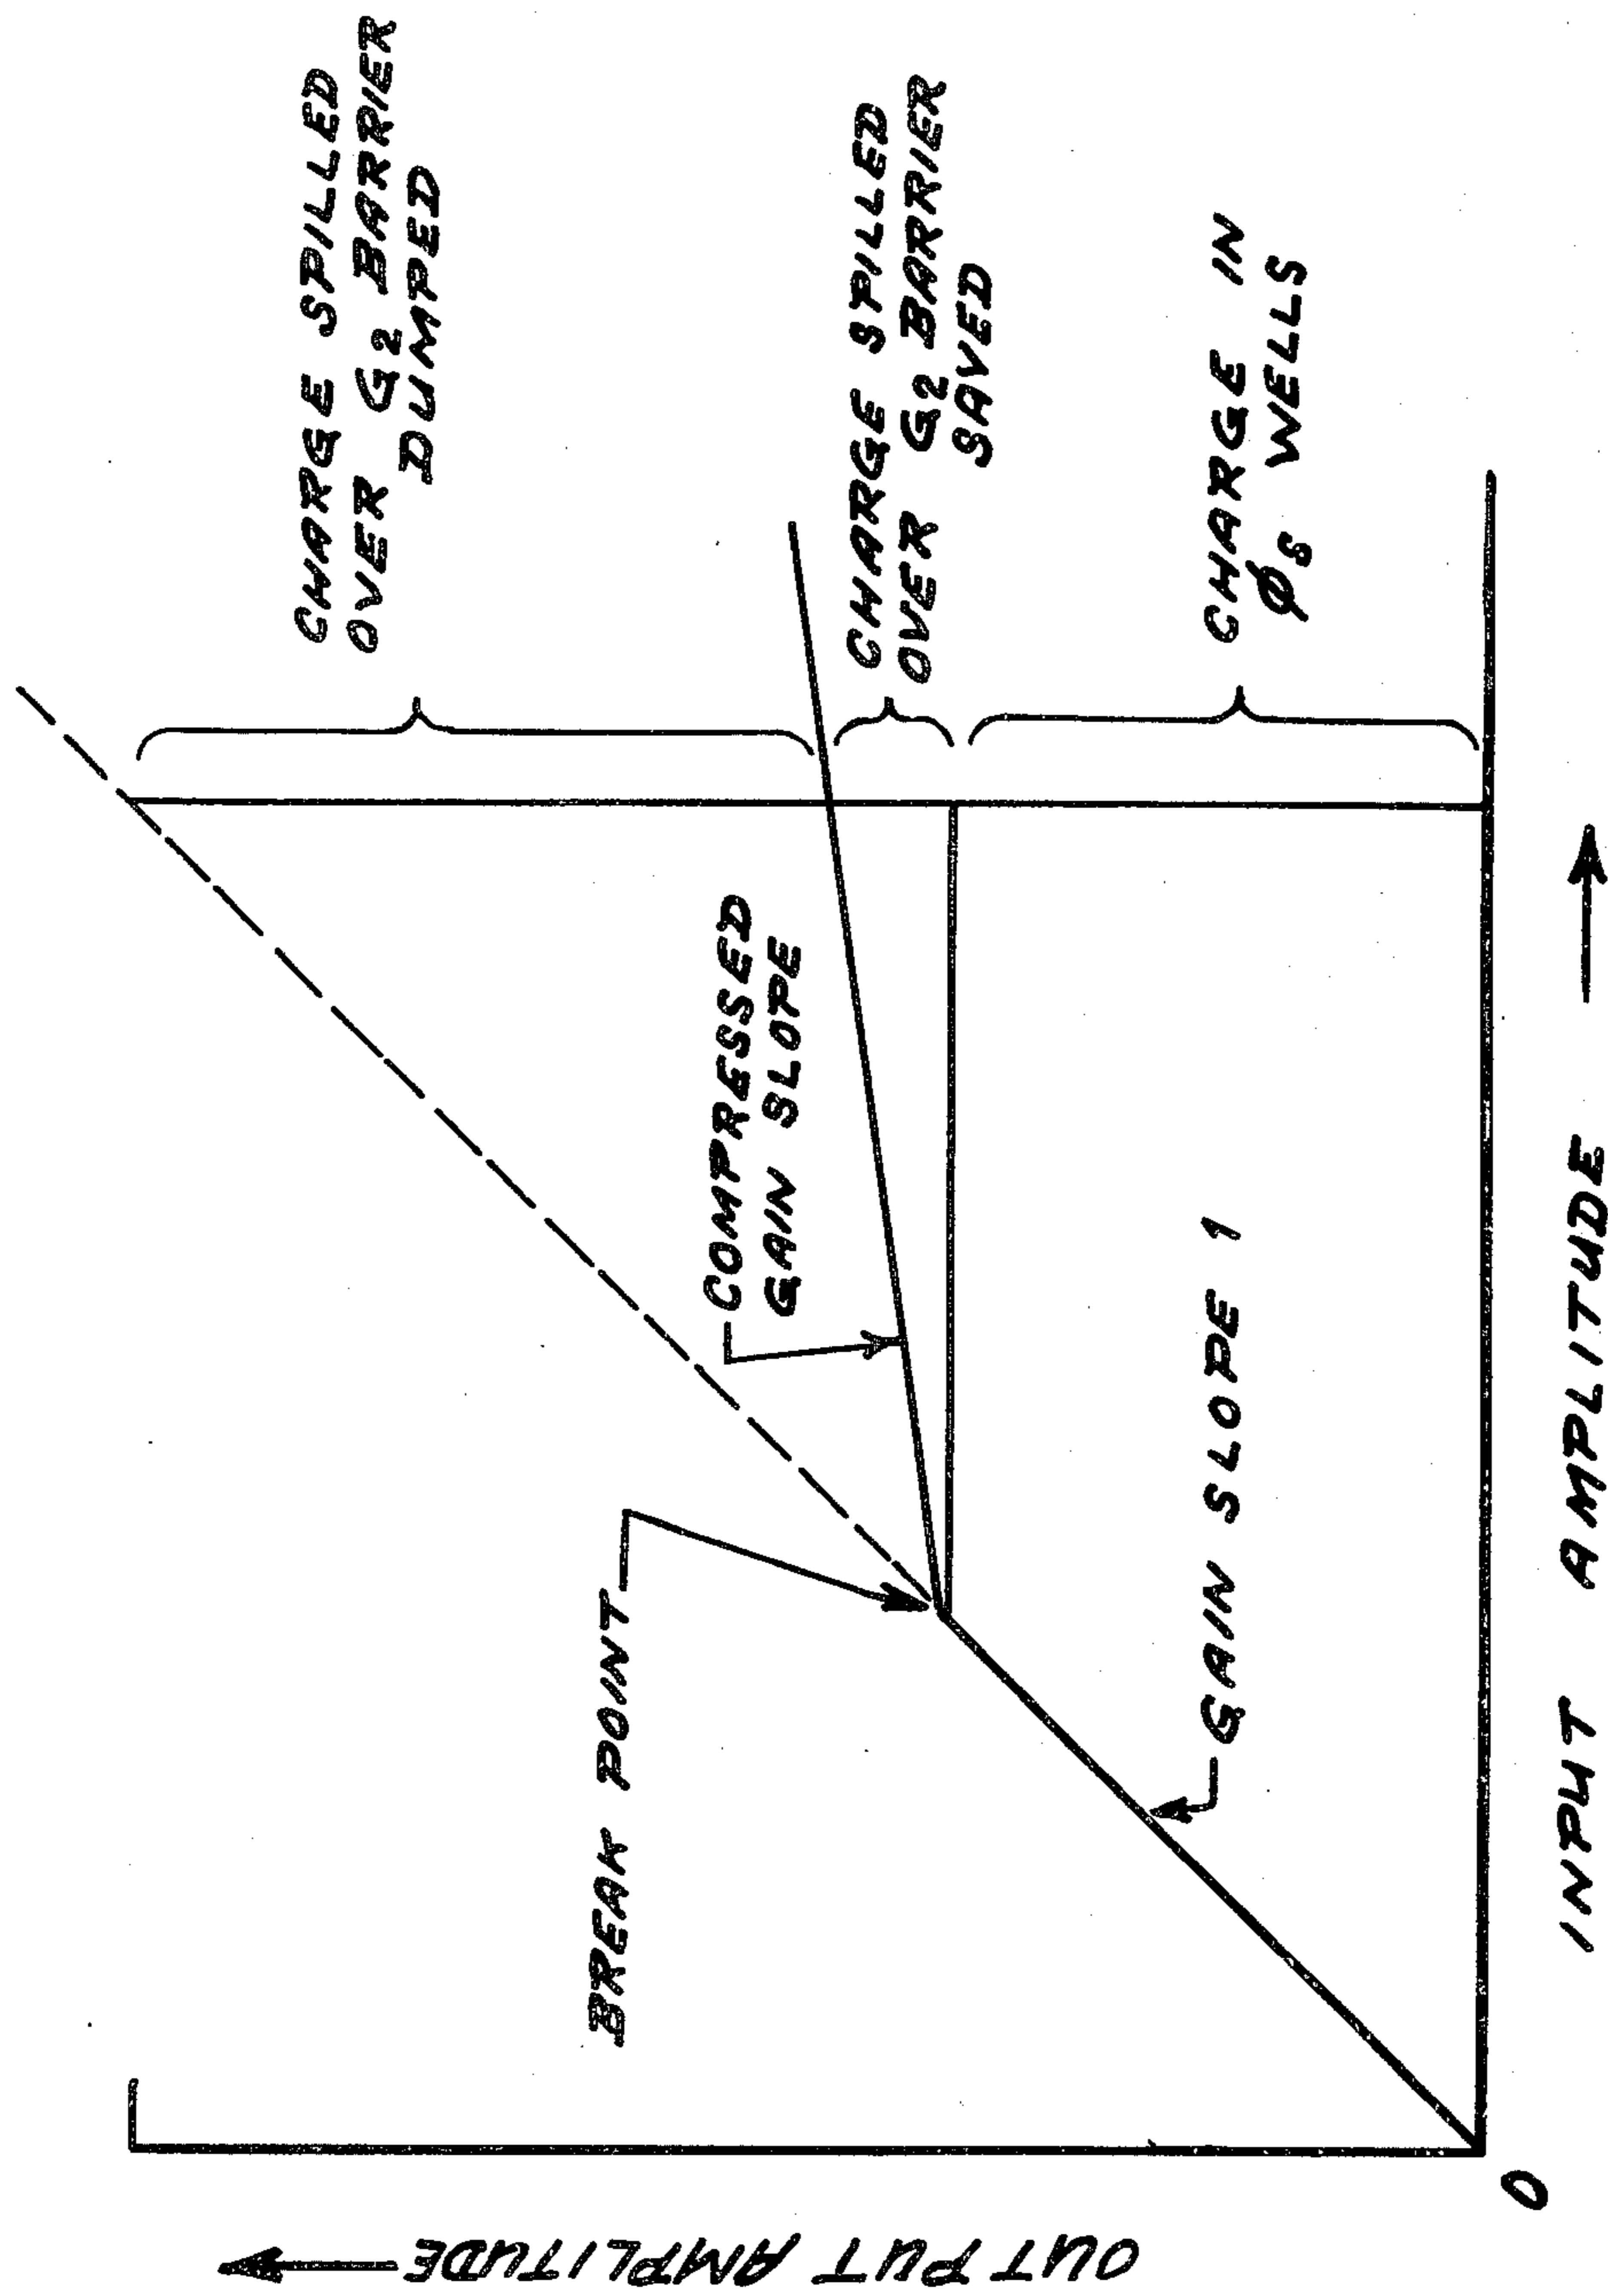 CHARGE SPILLED
OVER G2 BARRIER
DUMPED
CHARGE SPILLED
OVER G2 BARRIER
SAVED
CHARGE IN
ϕs WELLS
COMPRESSED
GAIN SLOPE
BREAK POINT
GAIN SLOPE 1
OUTPUT AMPLITUDE
0
INPUT AMPLITUDE